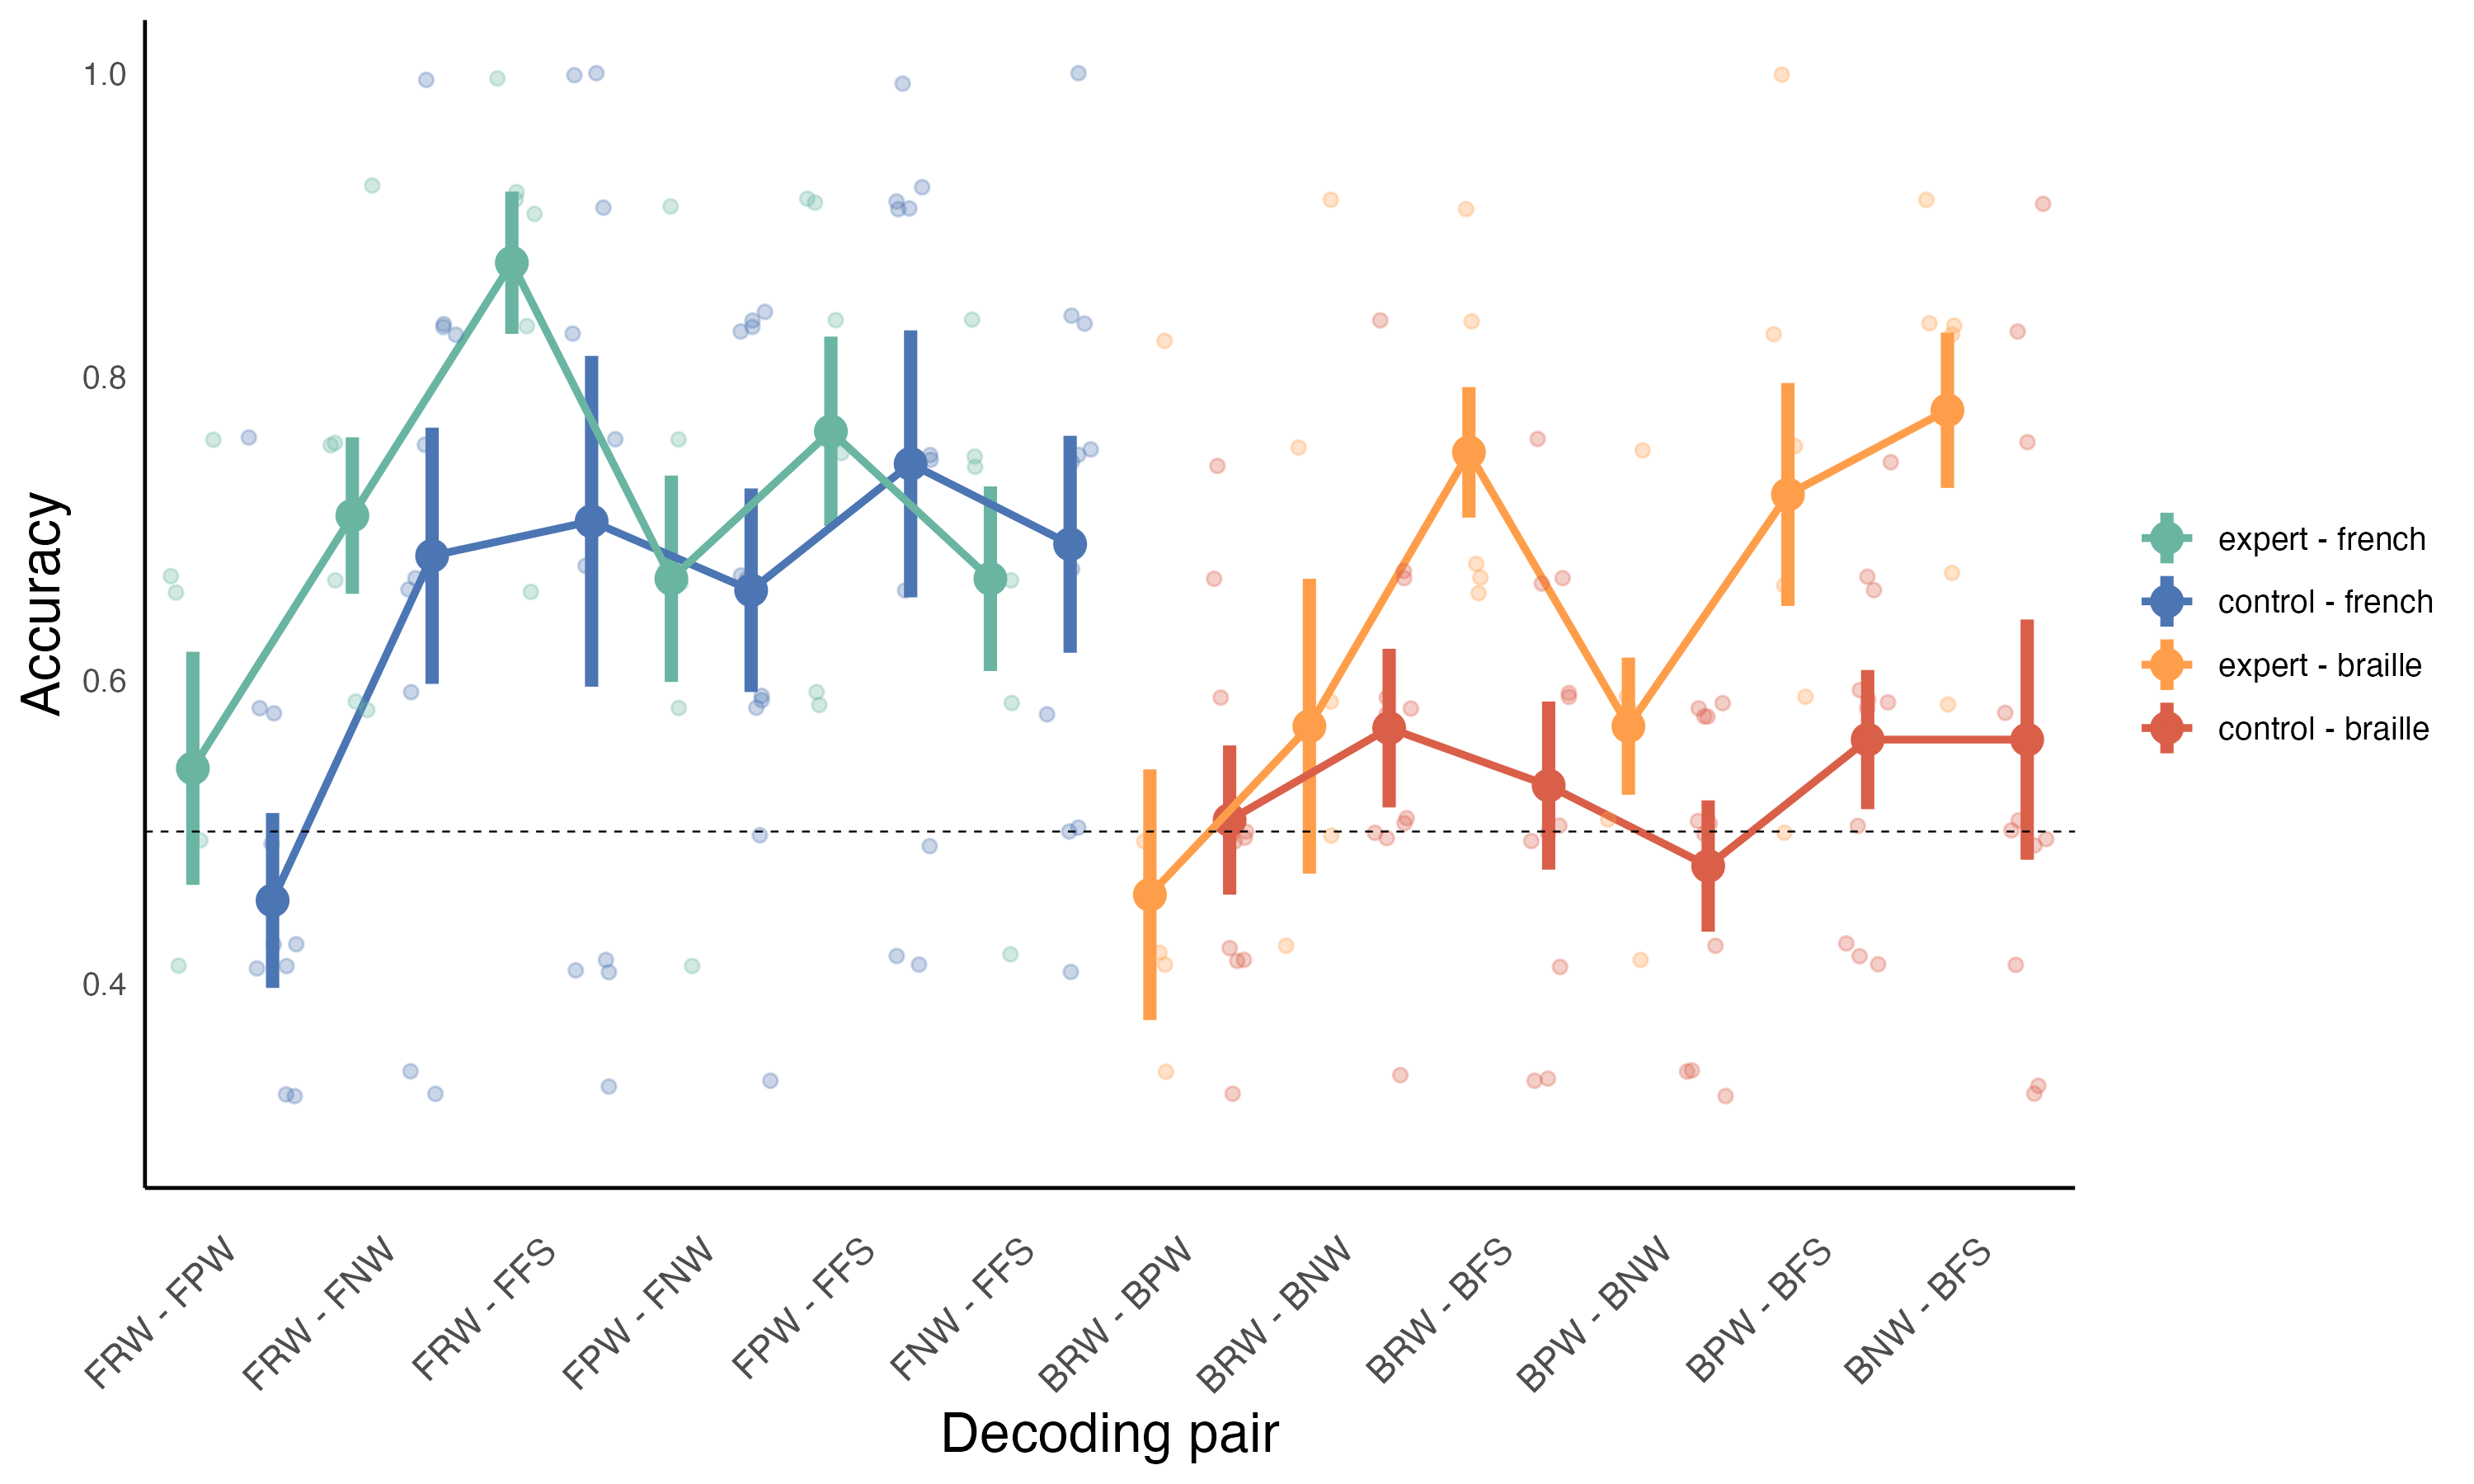 1.0
0.8
0.6
0.4
Accuracy
FRW - FPW
FRW - FNW
FRW - FFS
FPW - FNW
FPW - FFS
FNW - FFS
BRW - BPW
BRW - BNW
BRW - BFS
BPW - BNW
BPW - BFS
BNW - BFS
Decoding pair
expert - french
control - french
expert - braille
control - braille